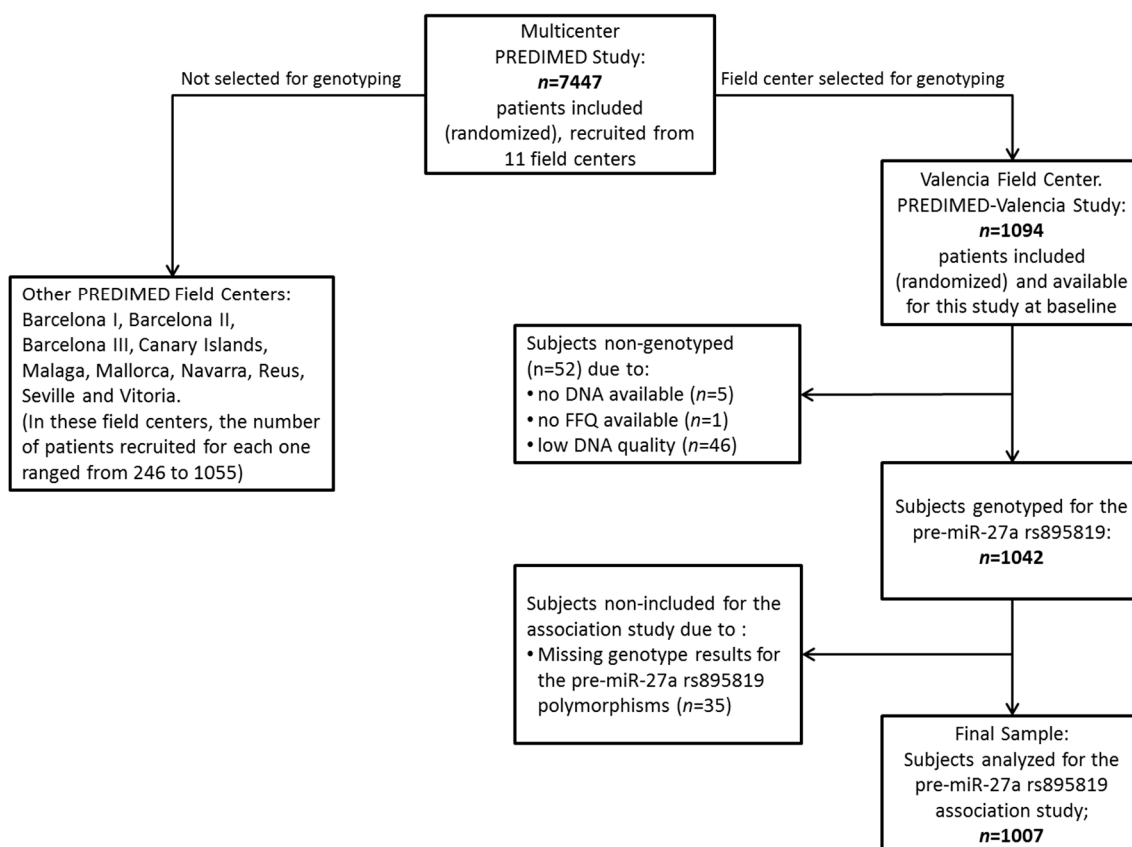 Multicenter
PREDIMED Study:
n=7447
patients included
(randomized), recruited from
11 field centers
Not selected for genotyping
Field center selected for genotyping
Valencia Field Center.
PREDIMED-Valencia Study:
n=1094
patients included
(randomized) and available
for this study at baseline
Other PREDIMED Field Centers:
Barcelona I, Barcelona II,
Barcelona III, Canary Islands,
Malaga, Mallorca, Navarra, Reus,
Seville and Vitoria.
(In these field centers, the number
of patients recruited for each one
ranged from 246 to 1055)
Subjects non-genotyped
(n=52) due to:
• no DNA available (n=5)
• no FFQ available (n=1)
• low DNA quality (n=46)
Subjects genotyped for the
pre-miR-27a rs895819:
n=1042
Subjects non-included for the
association study due to :
• Missing genotype results for
the pre-miR-27a rs895819
polymorphisms (n=35)
Final Sample:
Subjects analyzed for the
pre-miR-27a rs895819
association study;
n=1007